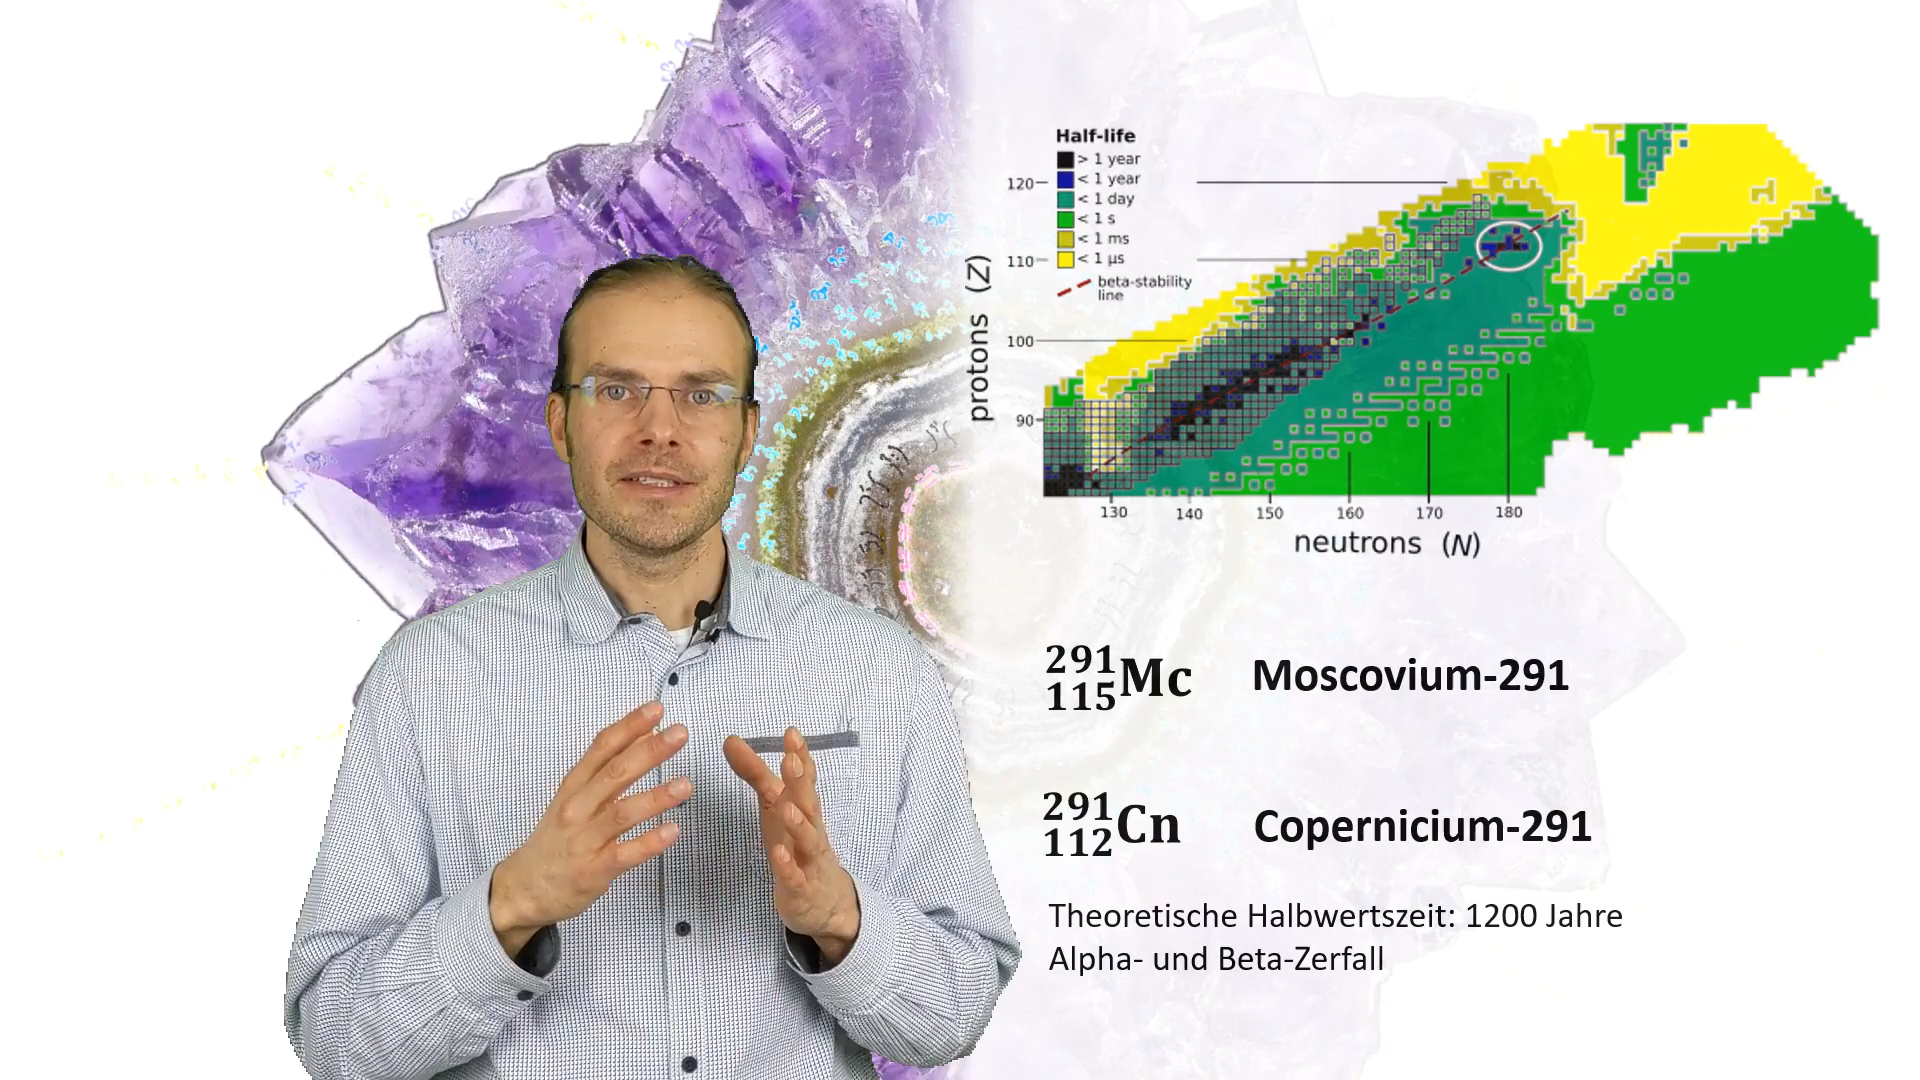 Half-life
> 1 year
< 1 year
< 1 day
< 1 s
< 1 ms
< 1 µs
beta-stability
line
120
110
100
90
protons (Z)
130 140 150 160 170 180
neutrons (N)
291
115Mc Moscovium-291
291
112Cn Copernicium-291
Theoretische Halbwertszeit: 1200 Jahre
Alpha- und Beta-Zerfall